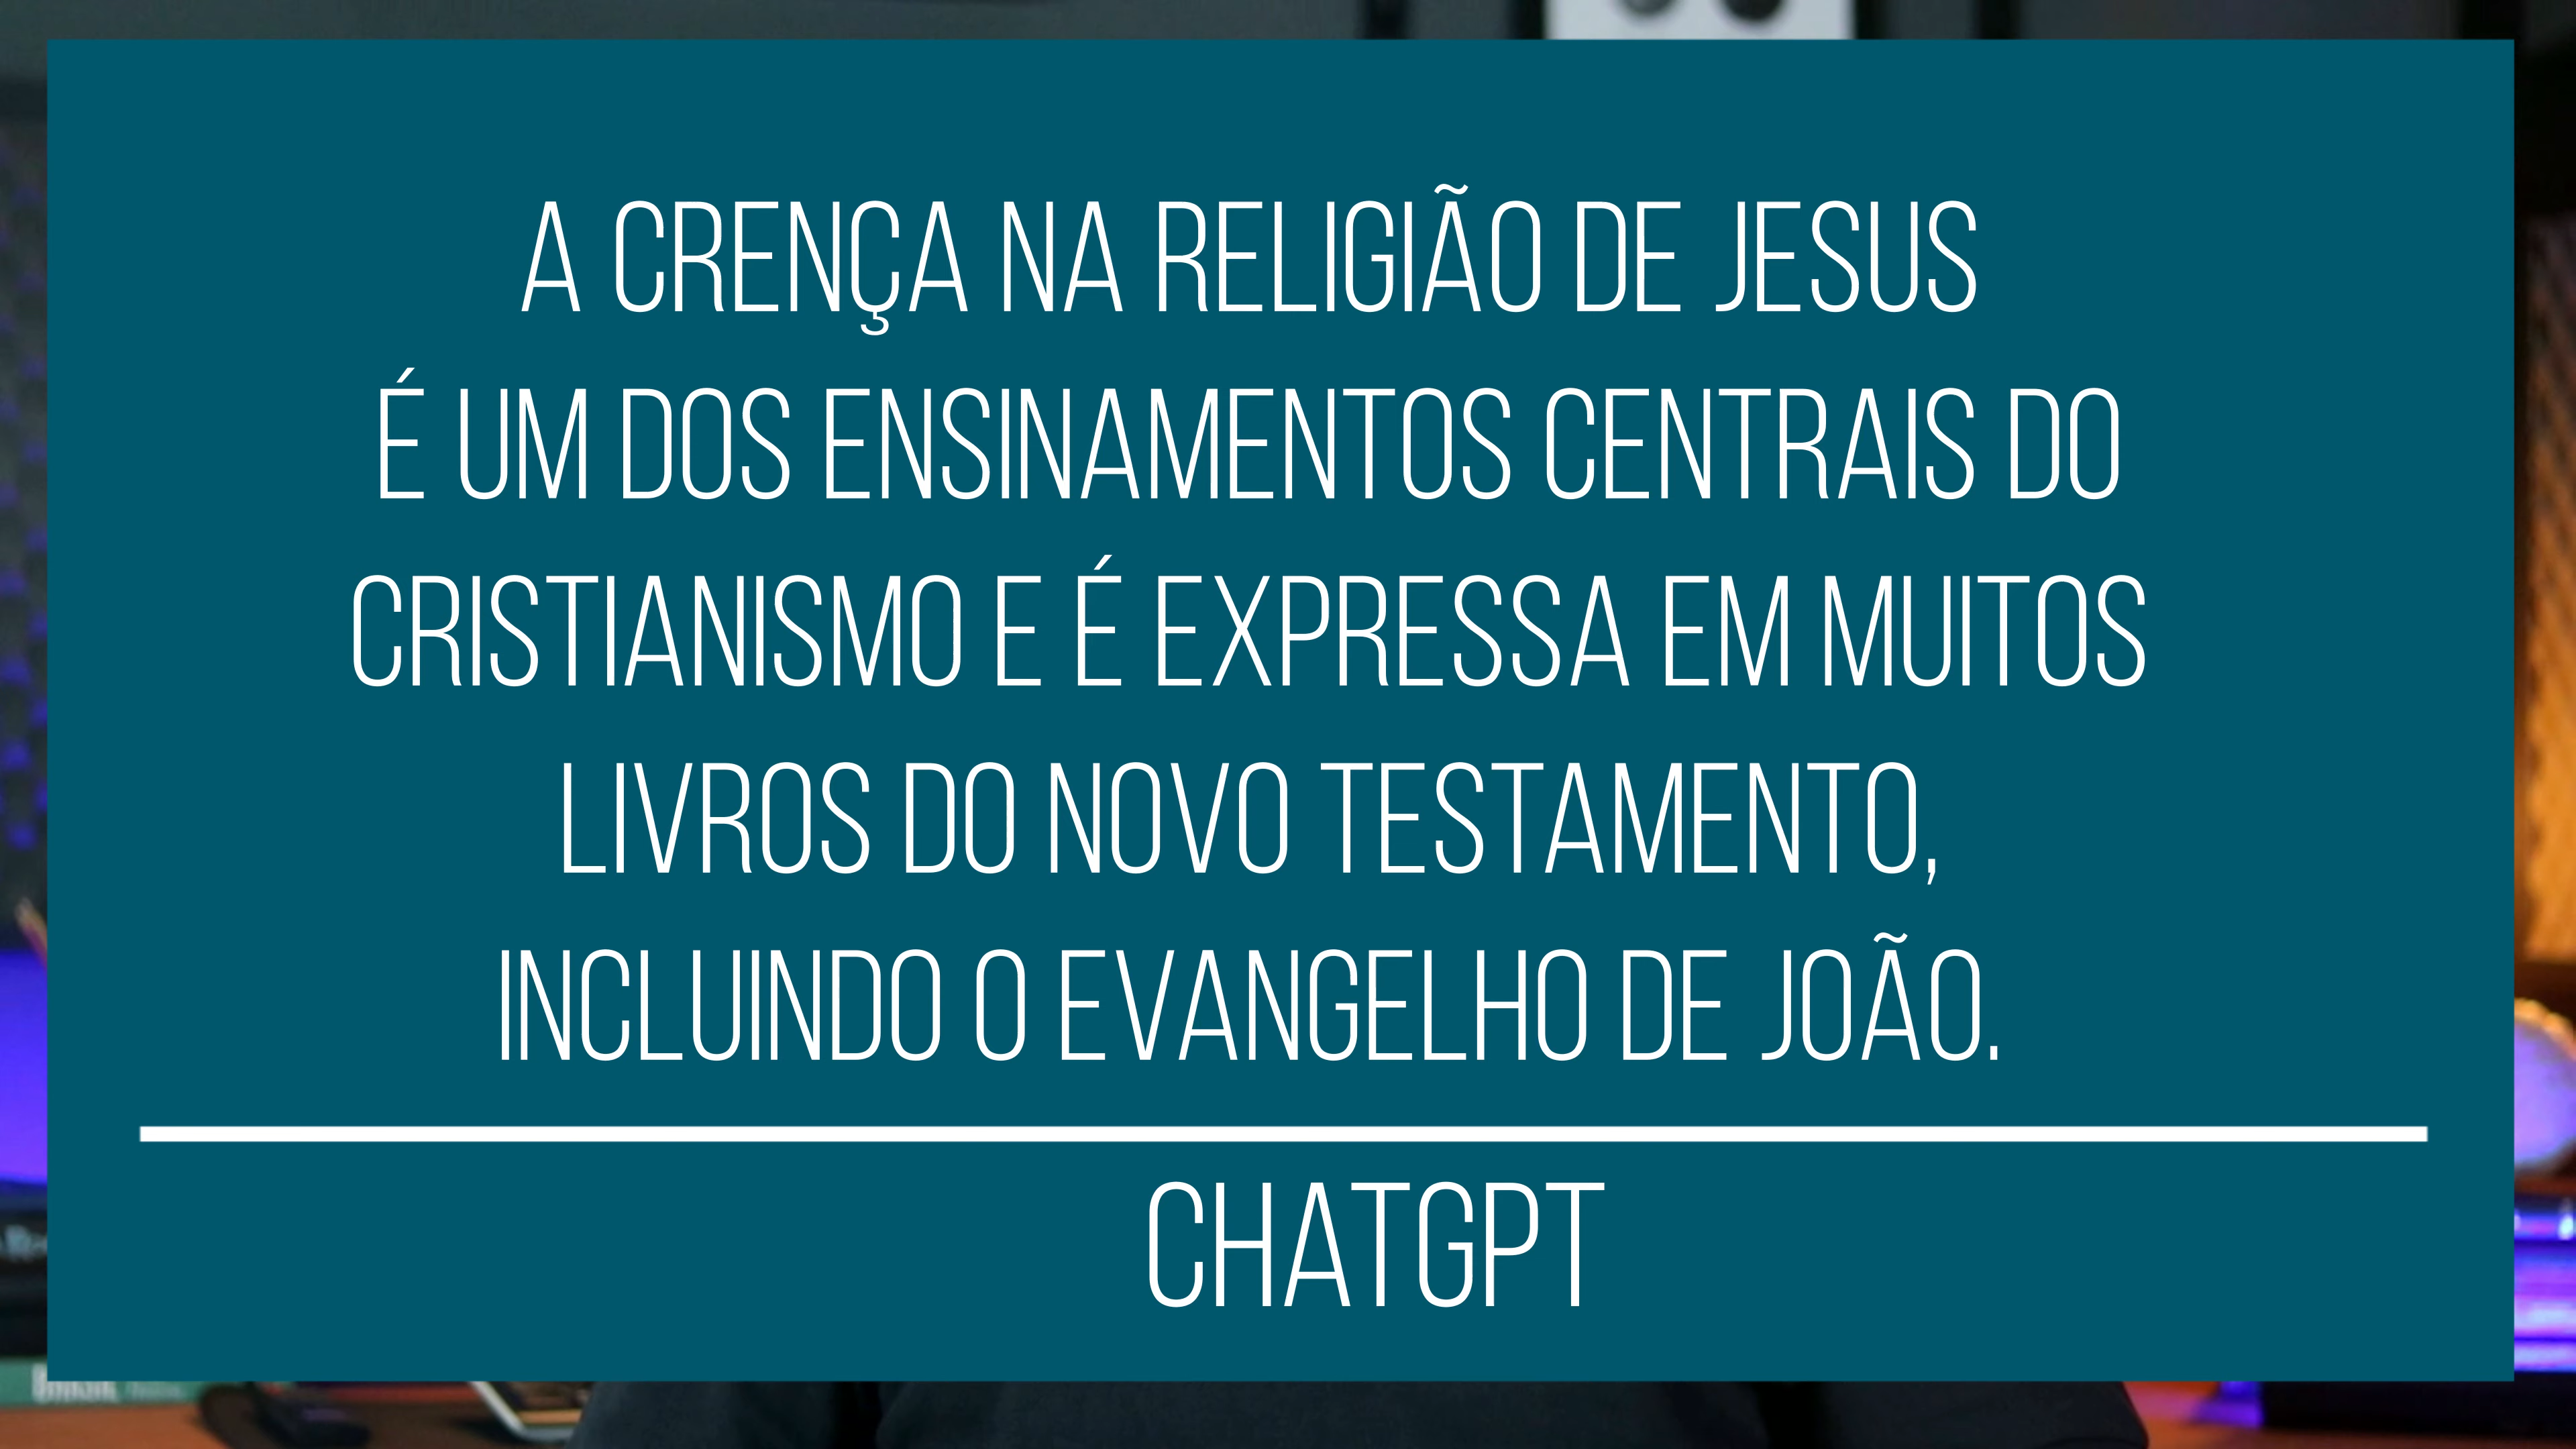 A CRENÇA NA RELIGIÃO DE JESUS
É UM DOS ENSINAMENTOS CENTRAIS DO
CRISTIANISMO E É EXPRESSA EM MUITOS
LIVROS DO NOVO TESTAMENTO,
INCLUINDO O EVANGELHO DE JOÃO.
CHATGPT